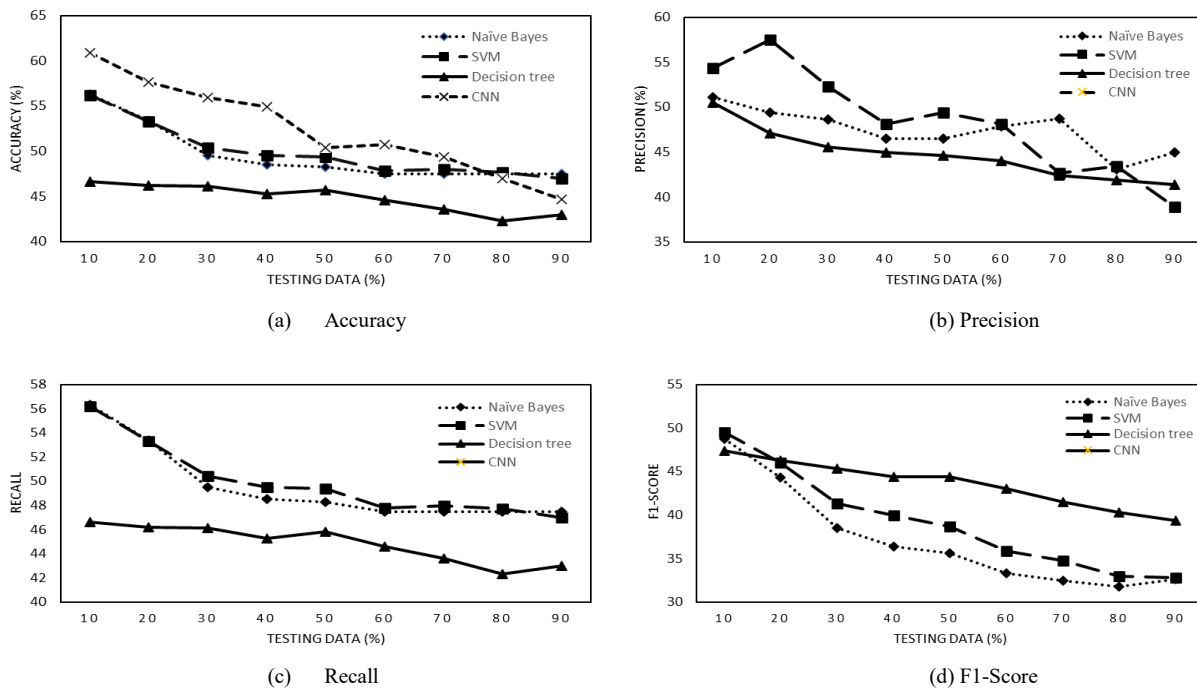 65
60
55
50
45
40
ACCURACY (%)
10 20 30 40 50 60 70 80 90
TESTING DATA (%)
Naïve Bayes
SVM
Decision tree
CNN
(a) Accuracy
60
55
50
45
40
35
PRECISION (%)
10 20 30 40 50 60 70 80 90
TESTING DATA (%)
Naïve Bayes
SVM
Decision tree
CNN
(b) Precision
58
56
54
52
50
48
46
44
42
40
RECALL
10 20 30 40 50 60 70 80 90
TESTING DATA (%)
Naïve Bayes
SVM
Decision tree
CNN
(c) Recall
55
50
45
40
35
30
F1-SCORE
10 20 30 40 50 60 70 80 90
TESTING DATA (%)
Naïve Bayes
SVM
Decision tree
CNN
(d) F1-Score